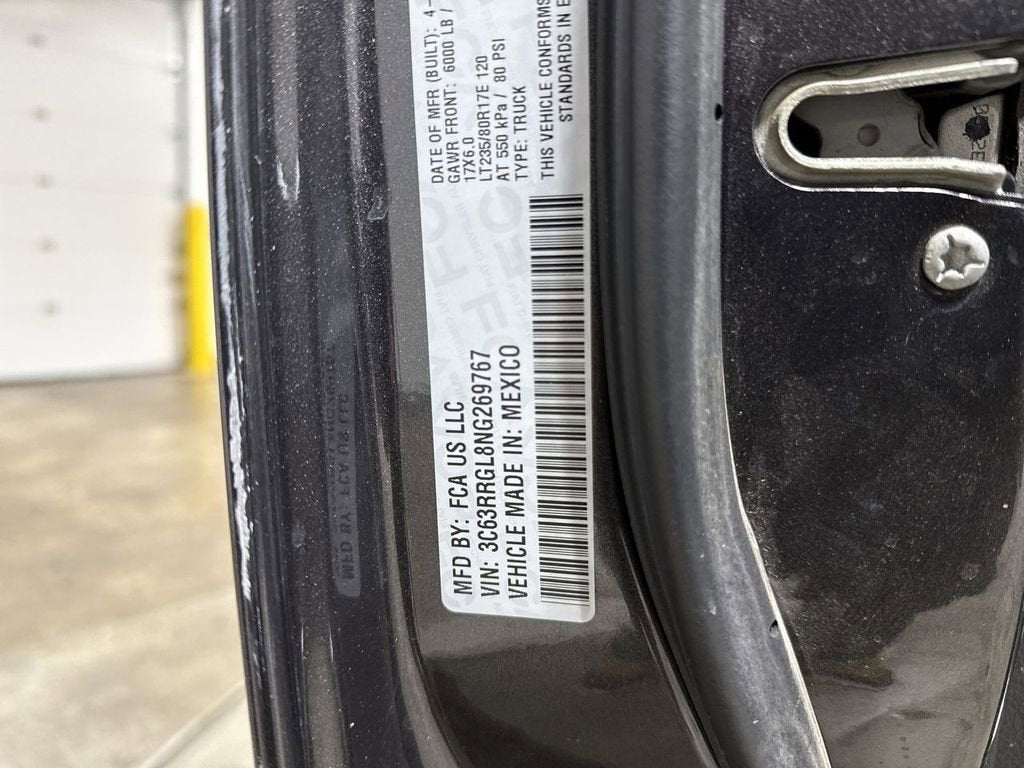 MFD BY: FCA US LLC
VIN: 3C63RRGL8NG269767
VEHICLE MADE IN: MEXICO
DATE OF MFR (BUILT): 4-
GAWR FRONT: 6000 LB /
17X6.0
LT235/80R17E 120
AT 550 kPa / 80 PSI
TYPE: TRUCK
THIS VEHICLE CONFORMS
STANDARDS IN E